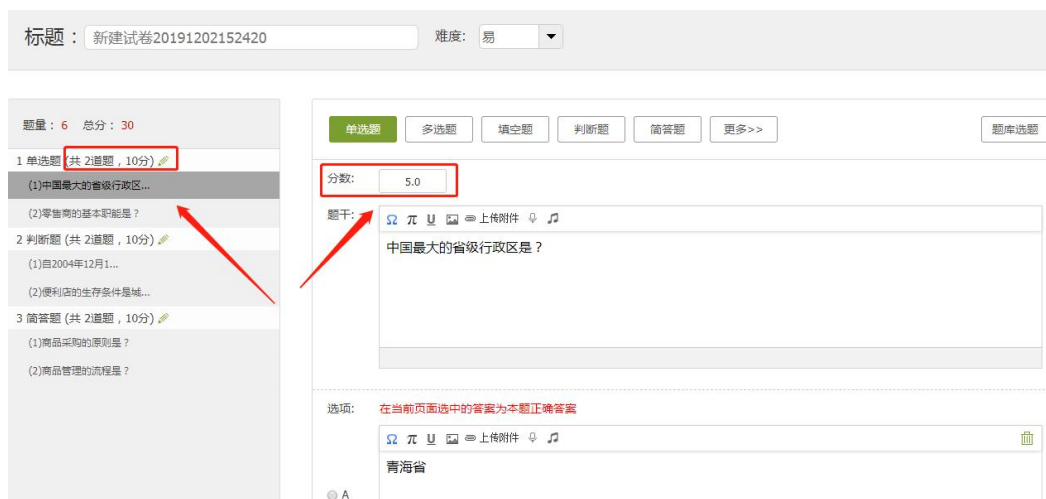 标题： 新建试卷20191202152420 难度: 易
题量：6 总分：30
单选题 多选题 填空题 判断题 简答题 更多>> 题库选题
1 单选题 (共 2道题，10分)
(1)中国最大的省级行政区...
(2)零售商的基本职能是？
2 判断题 (共 2道题，10分)
(1)自2004年12月1...
(2)便利店的生存条件是城...
3 简答题 (共 2道题，10分)
(1)商品采购的原则是？
(2)商品管理的流程是？
分数: 5.0
题干:
Ω π U 上传附件
中国最大的省级行政区是？
选项: 在当前页面选中的答案为本题正确答案
Ω π U 上传附件
青海省
A